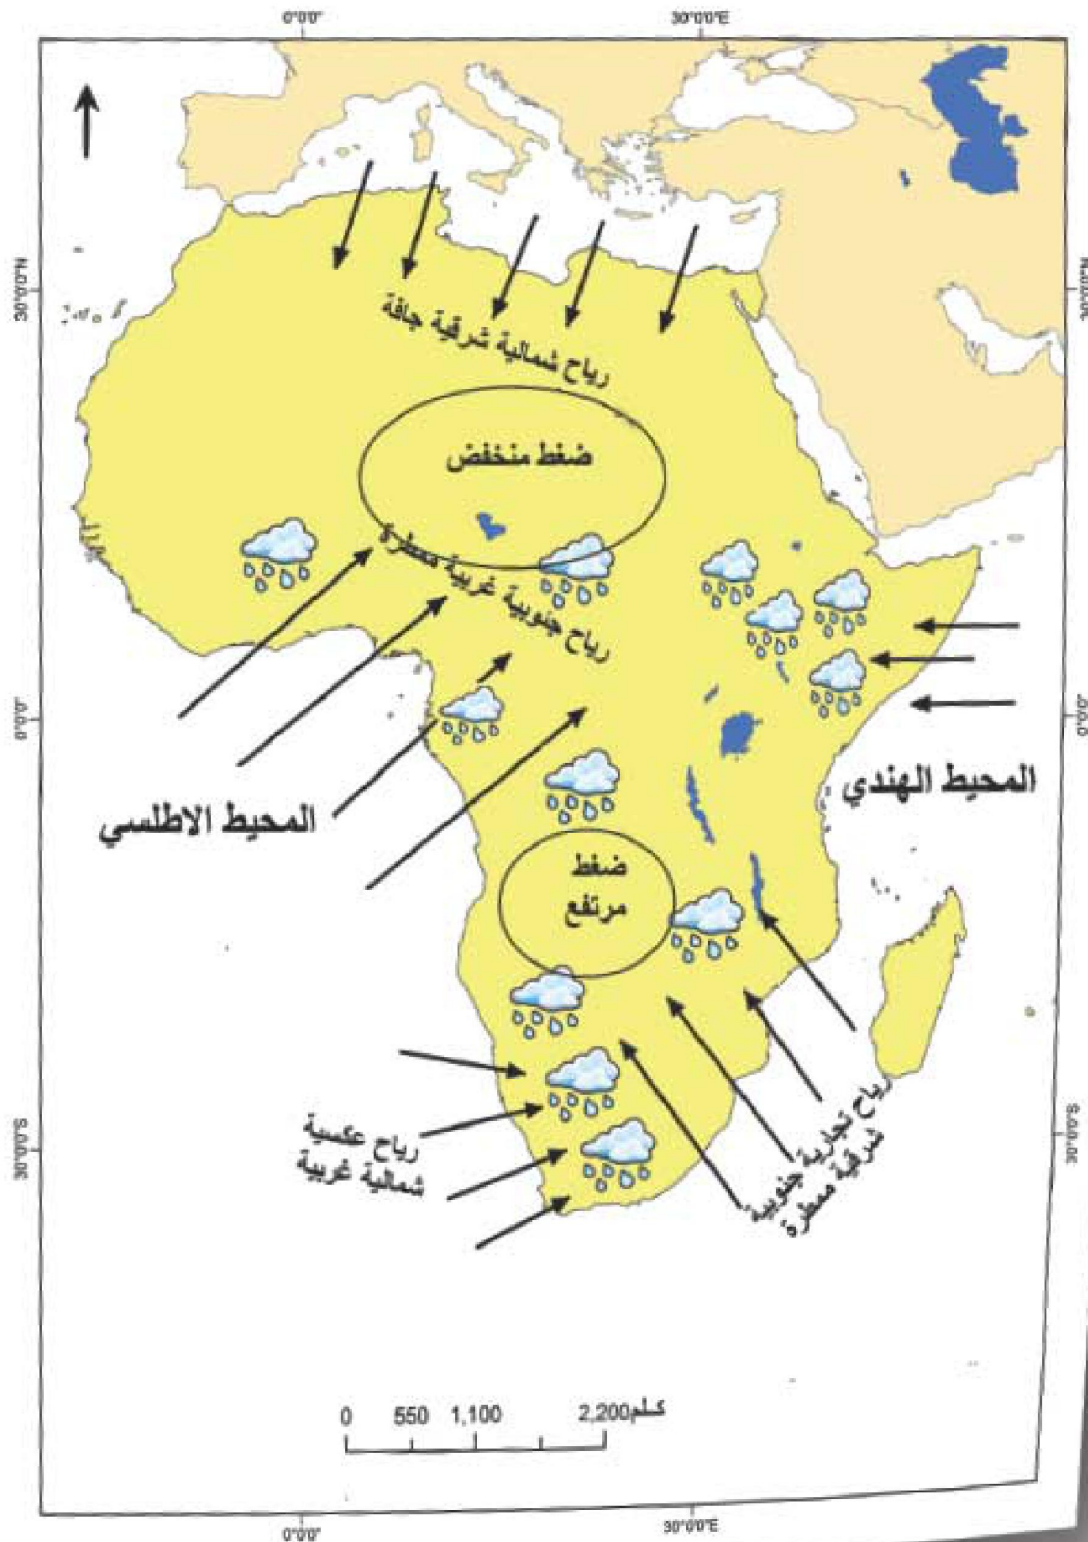 0°0'0"
30°0'0"E
30°0'0"N
30°0'0"N
رياح شمالية شرقية جافة
ضغط منخفض
رياح جنوبية غربية ممطرة
0°0'0"
0°0'0"
المحيط الهندي
المحيط الاطلسي
ضغط
مرتفع
رياح تجارية جنوبية
شرقية ممطرة
رياح عكسية
شمالية غربية
30°0'0"S
30°0'0"S
0 550 1,100 2,200 كلم
0°0'0"
30°0'0"E